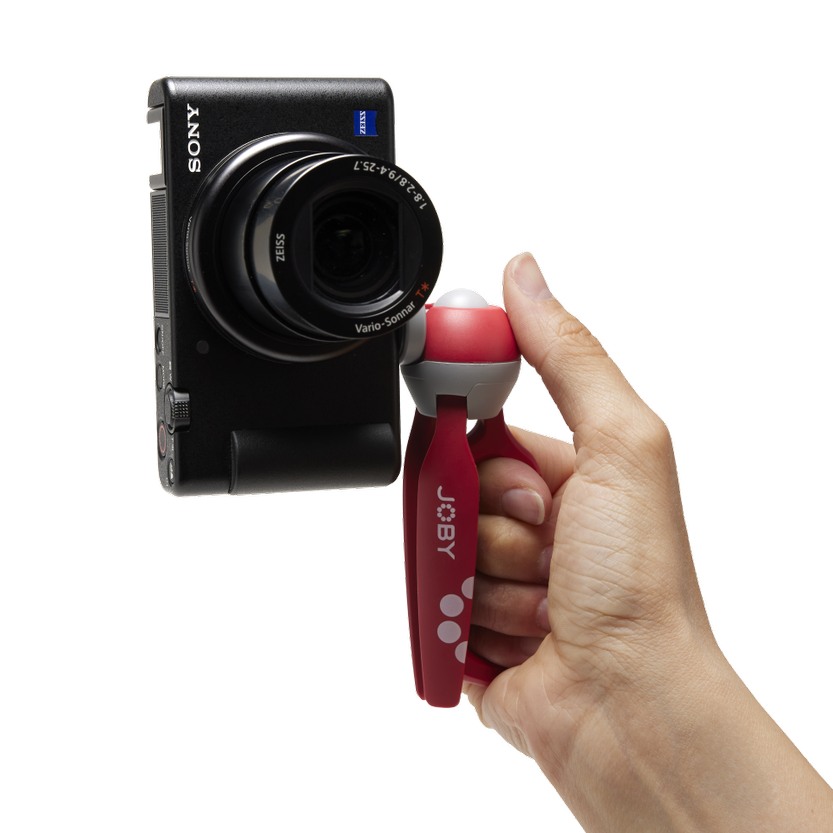 SONY
ZEISS
1.8-2.8/9.4-25.7
ZEISS
Vario-Sonnar T*
JOBY